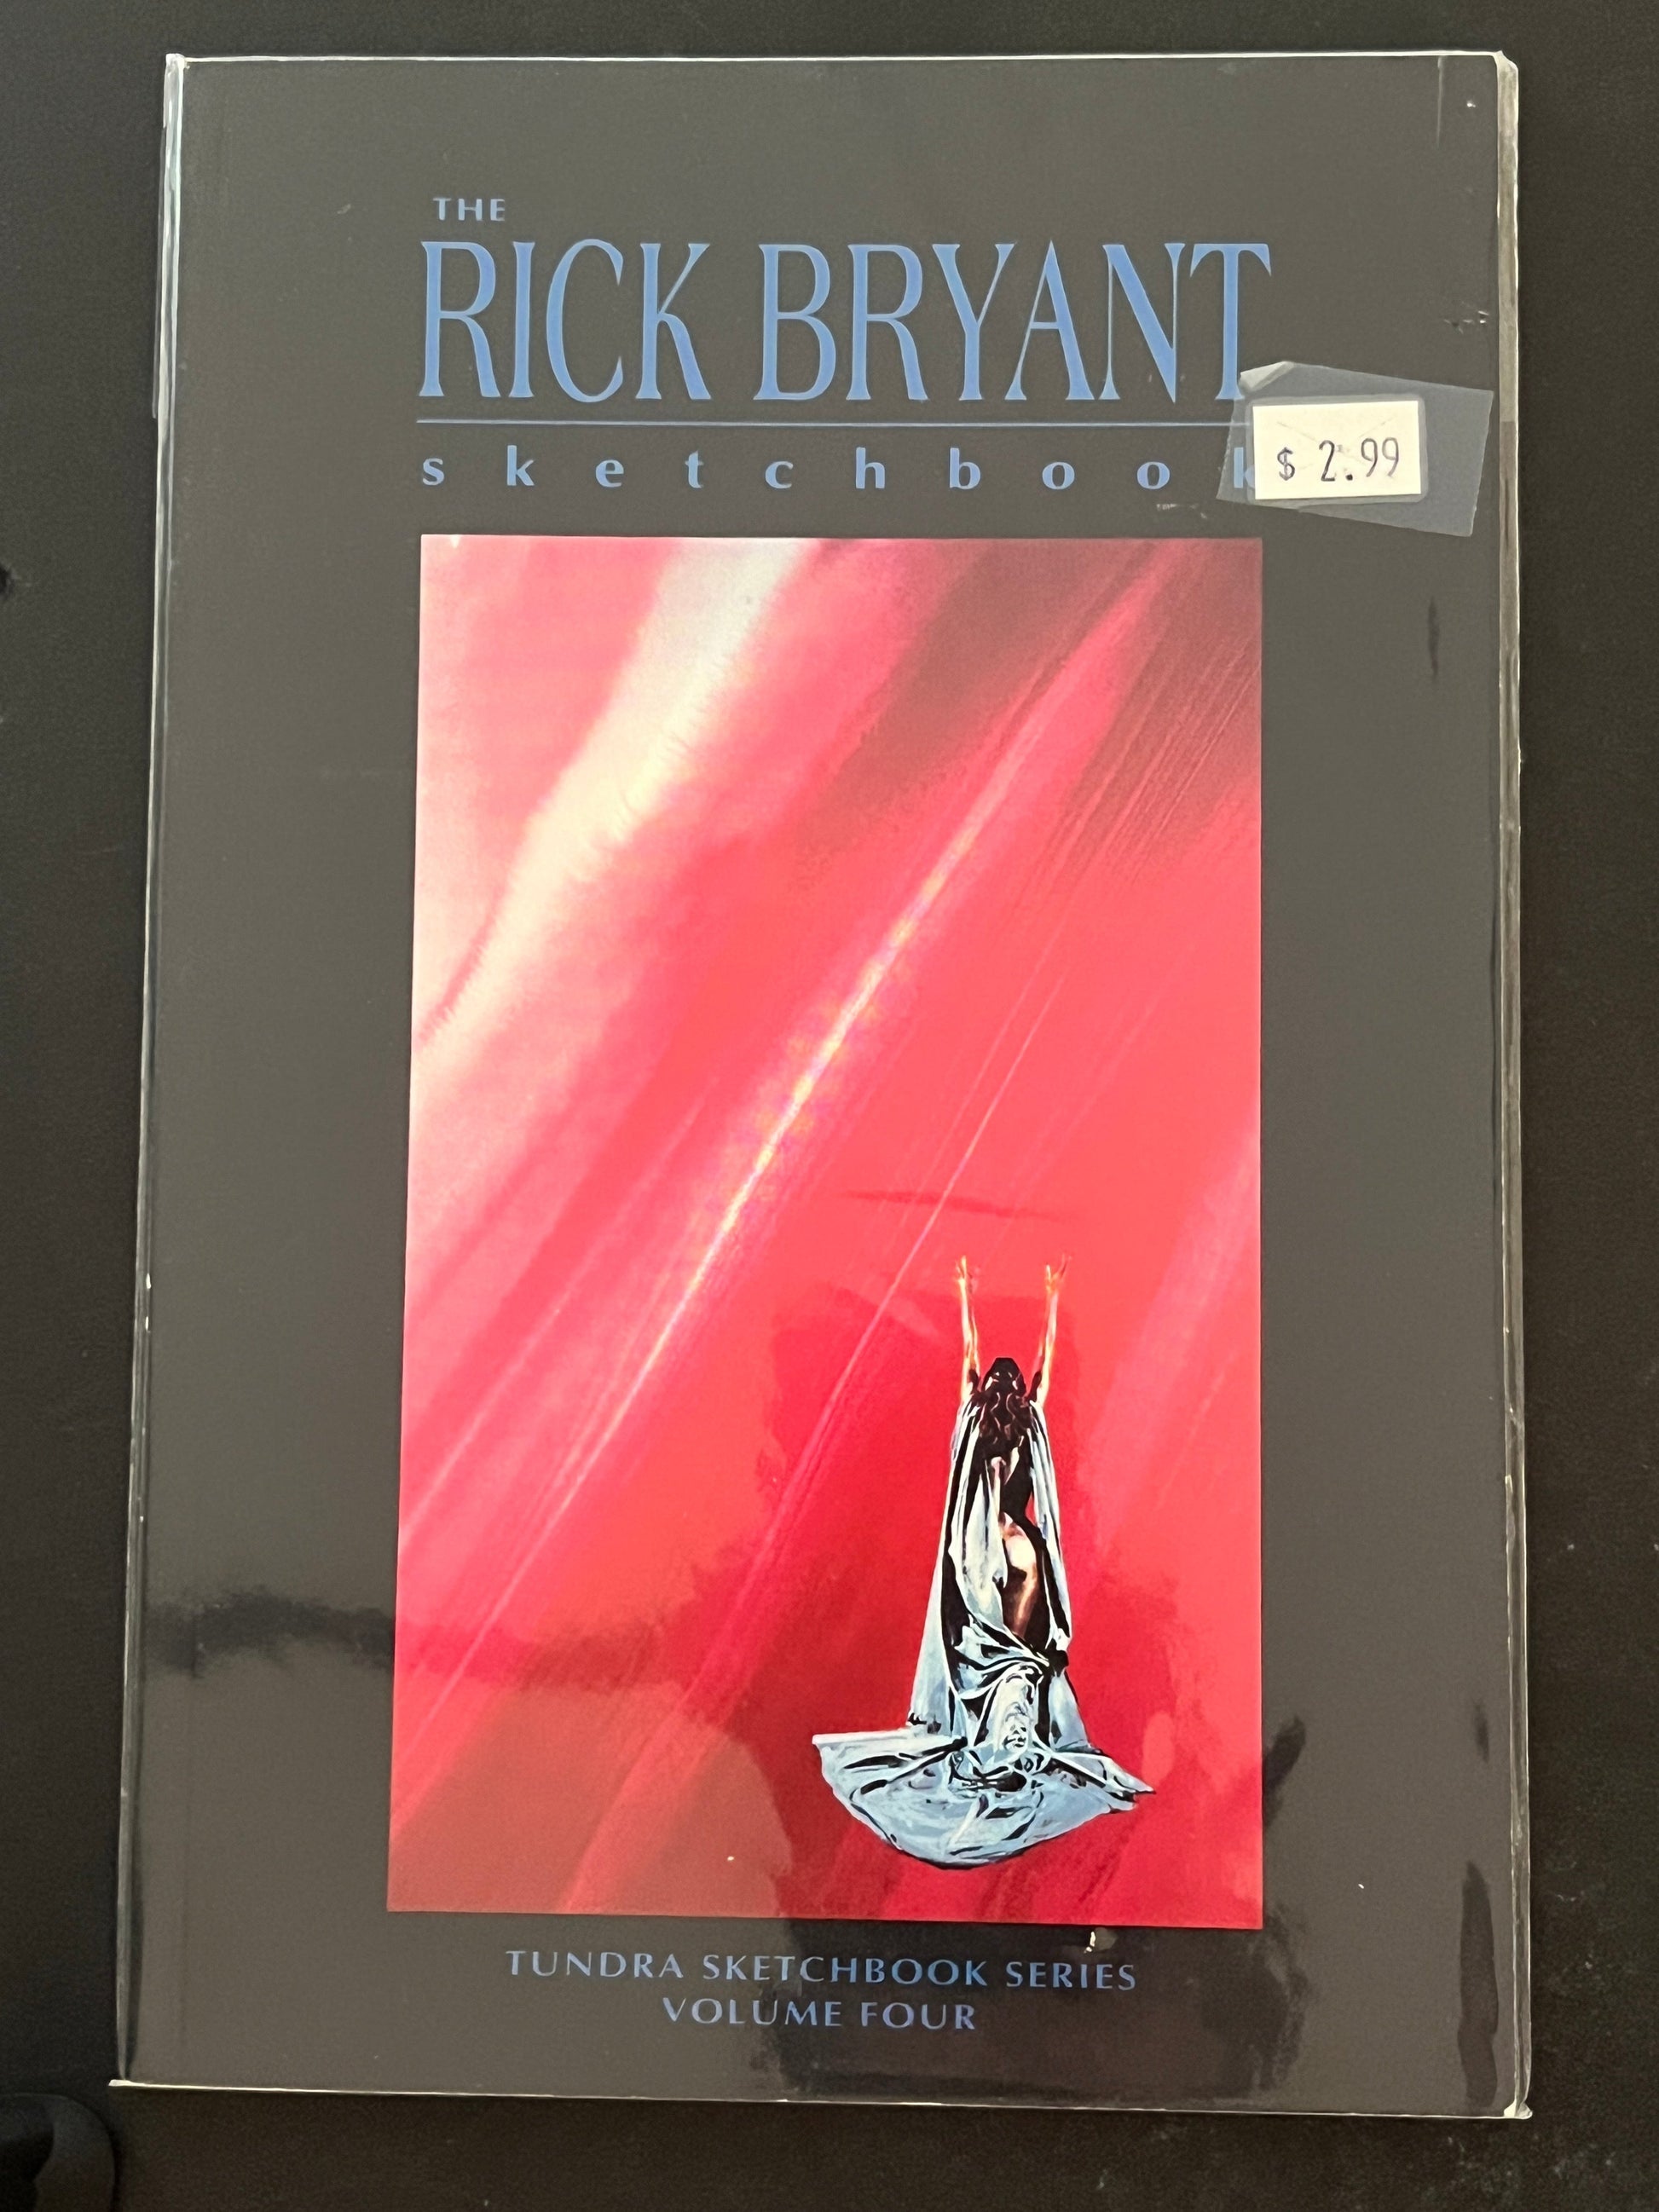 THE
RICK BRYANT
sketchbook
$ 2.99
TUNDRA SKETCHBOOK SERIES
VOLUME FOUR